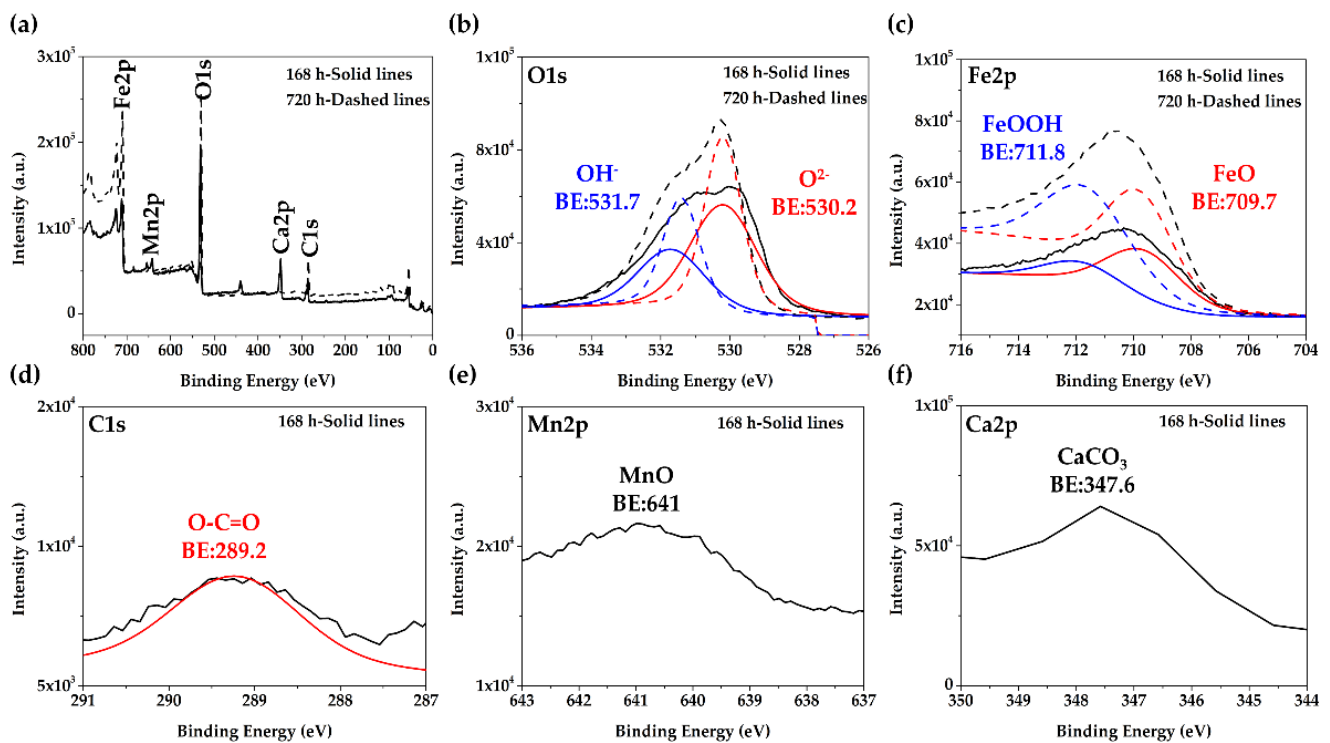 (a)
3x10⁵
2x10⁵
1x10⁵
0
Intensity (a.u.)
Fe2p
Mn2p
O1s
Ca2p
C1s
168 h-Solid lines
720 h-Dashed lines
800 700 600 500 400 300 200 100 0
Binding Energy (eV)
(b)
1x10⁵
8x10⁴
4x10⁴
0
Intensity (a.u.)
O1s
168 h-Solid lines
720 h-Dashed lines
OH⁻
BE:531.7
O²⁻
BE:530.2
536 534 532 530 528 526
Binding Energy (eV)
(c)
8x10⁴
6x10⁴
4x10⁴
2x10⁴
Intensity (a.u.)
Fe2p
168 h-Solid lines
720 h-Dashed lines
FeOOH
BE:711.8
FeO
BE:709.7
716 714 712 710 708 706 704
Binding Energy (eV)
(d)
2x10⁴
1x10⁴
5x10³
Intensity (a.u.)
C1s
168 h-Solid lines
O-C=O
BE:289.2
291 290 289 288 287
Binding Energy (eV)
(e)
3x10⁴
2x10⁴
1x10⁴
Intensity (a.u.)
Mn2p
168 h-Solid lines
MnO
BE:641
643 642 641 640 639 638 637
Binding Energy (eV)
(f)
1x10⁵
5x10⁴
0
Intensity (a.u.)
Ca2p
168 h-Solid lines
CaCO₃
BE:347.6
350 349 348 347 346 345 344
Binding Energy (eV)